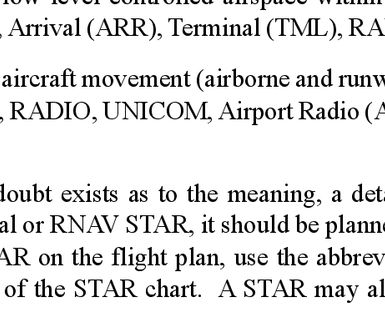 low-level controlled airspace within
, Arrival (ARR), Terminal (TML), RA
aircraft movement (airborne and runw
, RADIO, UNICOM, Airport Radio (A
doubt exists as to the meaning, a deta
al or RNAV STAR, it should be planne
AR on the flight plan, use the abbrev
of the STAR chart. A STAR may al